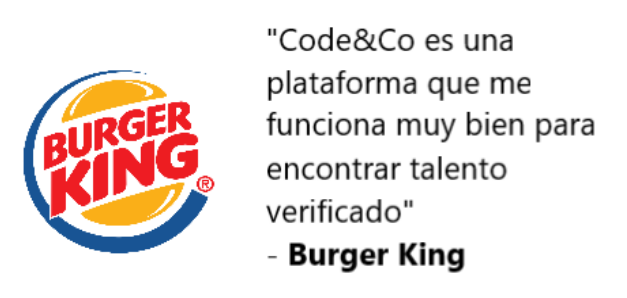 BURGER
KING®
"Code&Co es una
plataforma que me
funciona muy bien para
encontrar talento
verificado"
- Burger King